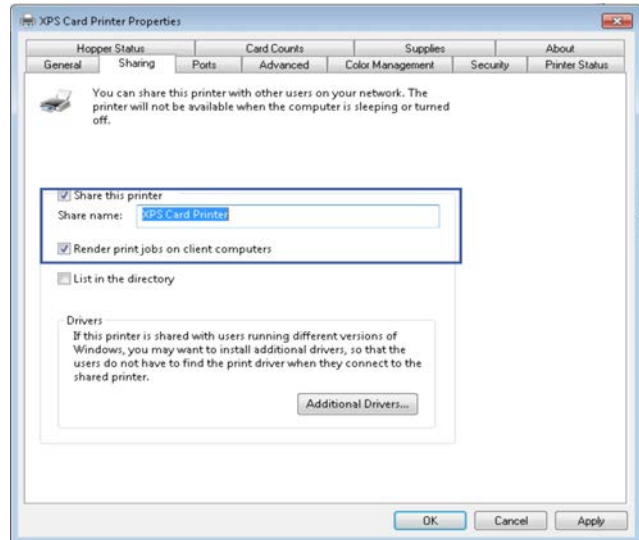 XPS Card Printer Properties
Hopper Status Card Counts Supplies About
General Sharing Ports Advanced Color Management Security Printer Status
You can share this printer with other users on your network. The
printer will not be available when the computer is sleeping or turned
off.
Share this printer
Share name: XPS Card Printer
Render print jobs on client computers
List in the directory
Drivers
If this printer is shared with users running different versions of
Windows, you may want to install additional drivers, so that the
users do not have to find the print driver when they connect to the
shared printer.
Additional Drivers...
OK Cancel Apply